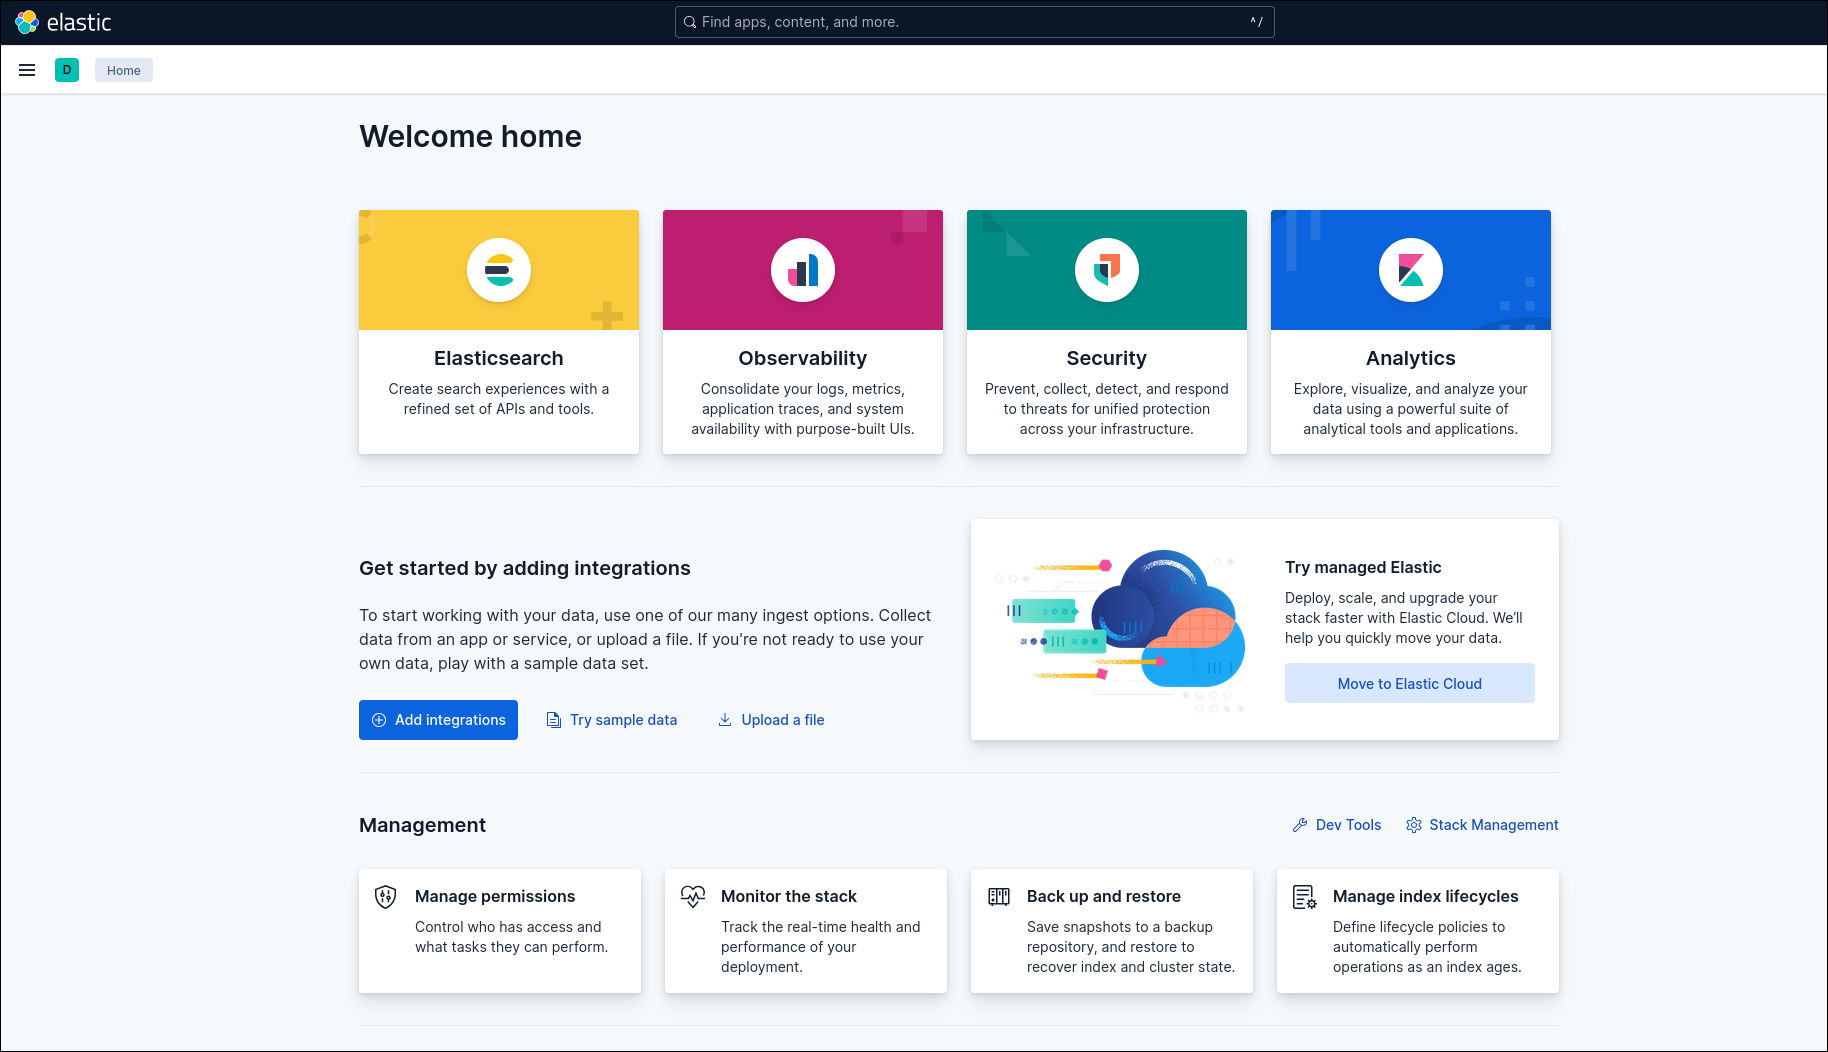 elastic
Find apps, content, and more.
^ /
D
Home
Welcome home
Elasticsearch
Create search experiences with a
refined set of APIs and tools.
Observability
Consolidate your logs, metrics,
application traces, and system
availability with purpose-built UIs.
Security
Prevent, collect, detect, and respond
to threats for unified protection
across your infrastructure.
Analytics
Explore, visualize, and analyze your
data using a powerful suite of
analytical tools and applications.
Get started by adding integrations
To start working with your data, use one of our many ingest options. Collect
data from an app or service, or upload a file. If you're not ready to use your
own data, play with a sample data set.
Add integrations
Try sample data
Upload a file
Try managed Elastic
Deploy, scale, and upgrade your
stack faster with Elastic Cloud. We’ll
help you quickly move your data.
Move to Elastic Cloud
Management
Dev Tools
Stack Management
Manage permissions
Control who has access and
what tasks they can perform.
Monitor the stack
Track the real-time health and
performance of your
deployment.
Back up and restore
Save snapshots to a backup
repository, and restore to
recover index and cluster state.
Manage index lifecycles
Define lifecycle policies to
automatically perform
operations as an index ages.